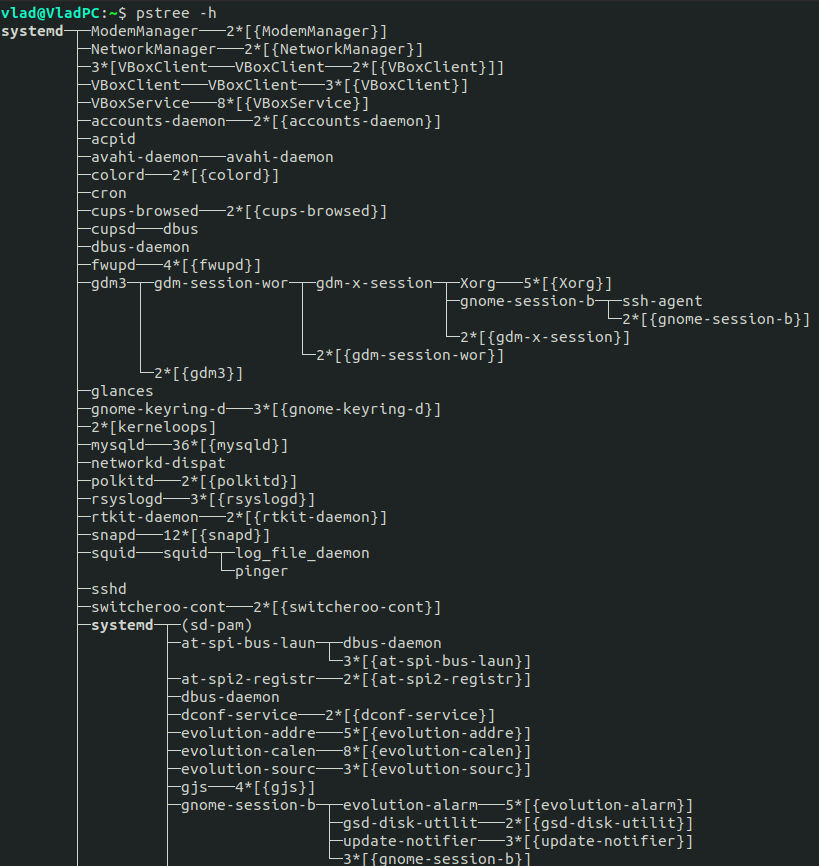 vlad@VladPC:~$ pstree -h
systemd─┬─ModemManager───2*[{ModemManager}]
        ├─NetworkManager───2*[{NetworkManager}]
        ├─3*[VBoxClient───VBoxClient───2*[{VBoxClient}]]
        ├─VBoxClient───VBoxClient───3*[{VBoxClient}]
        ├─VBoxService───8*[{VBoxService}]
        ├─accounts-daemon───2*[{accounts-daemon}]
        ├─acpid
        ├─avahi-daemon───avahi-daemon
        ├─colord───2*[{colord}]
        ├─cron
        ├─cups-browsed───2*[{cups-browsed}]
        ├─cupsd───dbus
        ├─dbus-daemon
        ├─fwupd───4*[{fwupd}]
        ├─gdm3─┬─gdm-session-wor─┬─gdm-x-session─┬─Xorg───5*[{Xorg}]
        │      │                 │               ├─gnome-session-b─┬─ssh-agent
        │      │                 │               │                 └─2*[{gnome-session-b}]
        │      │                 │               └─2*[{gdm-x-session}]
        │      │                 └─2*[{gdm-session-wor}]
        │      └─2*[{gdm3}]
        ├─glances
        ├─gnome-keyring-d───3*[{gnome-keyring-d}]
        ├─2*[kerneloops]
        ├─mysqld───36*[{mysqld}]
        ├─networkd-dispat
        ├─polkitd───2*[{polkitd}]
        ├─rsyslogd───3*[{rsyslogd}]
        ├─rtkit-daemon───2*[{rtkit-daemon}]
        ├─snapd───12*[{snapd}]
        ├─squid───squid─┬─log_file_daemon
        │               └─pinger
        ├─sshd
        ├─switcheroo-cont───2*[{switcheroo-cont}]
        ├─systemd─┬─(sd-pam)
        │         ├─at-spi-bus-laun─┬─dbus-daemon
        │         │                 └─3*[{at-spi-bus-laun}]
        │         ├─at-spi2-registr───2*[{at-spi2-registr}]
        │         ├─dbus-daemon
        │         ├─dconf-service───2*[{dconf-service}]
        │         ├─evolution-addre───5*[{evolution-addre}]
        │         ├─evolution-calen───8*[{evolution-calen}]
        │         ├─evolution-sourc───3*[{evolution-sourc}]
        │         ├─gjs───4*[{gjs}]
        │         ├─gnome-session-b─┬─evolution-alarm───5*[{evolution-alarm}]
        │         │                 ├─gsd-disk-utilit───2*[{gsd-disk-utilit}]
        │         │                 ├─update-notifier───3*[{update-notifier}]
        │         │                 └─3*[{gnome-session-b}]